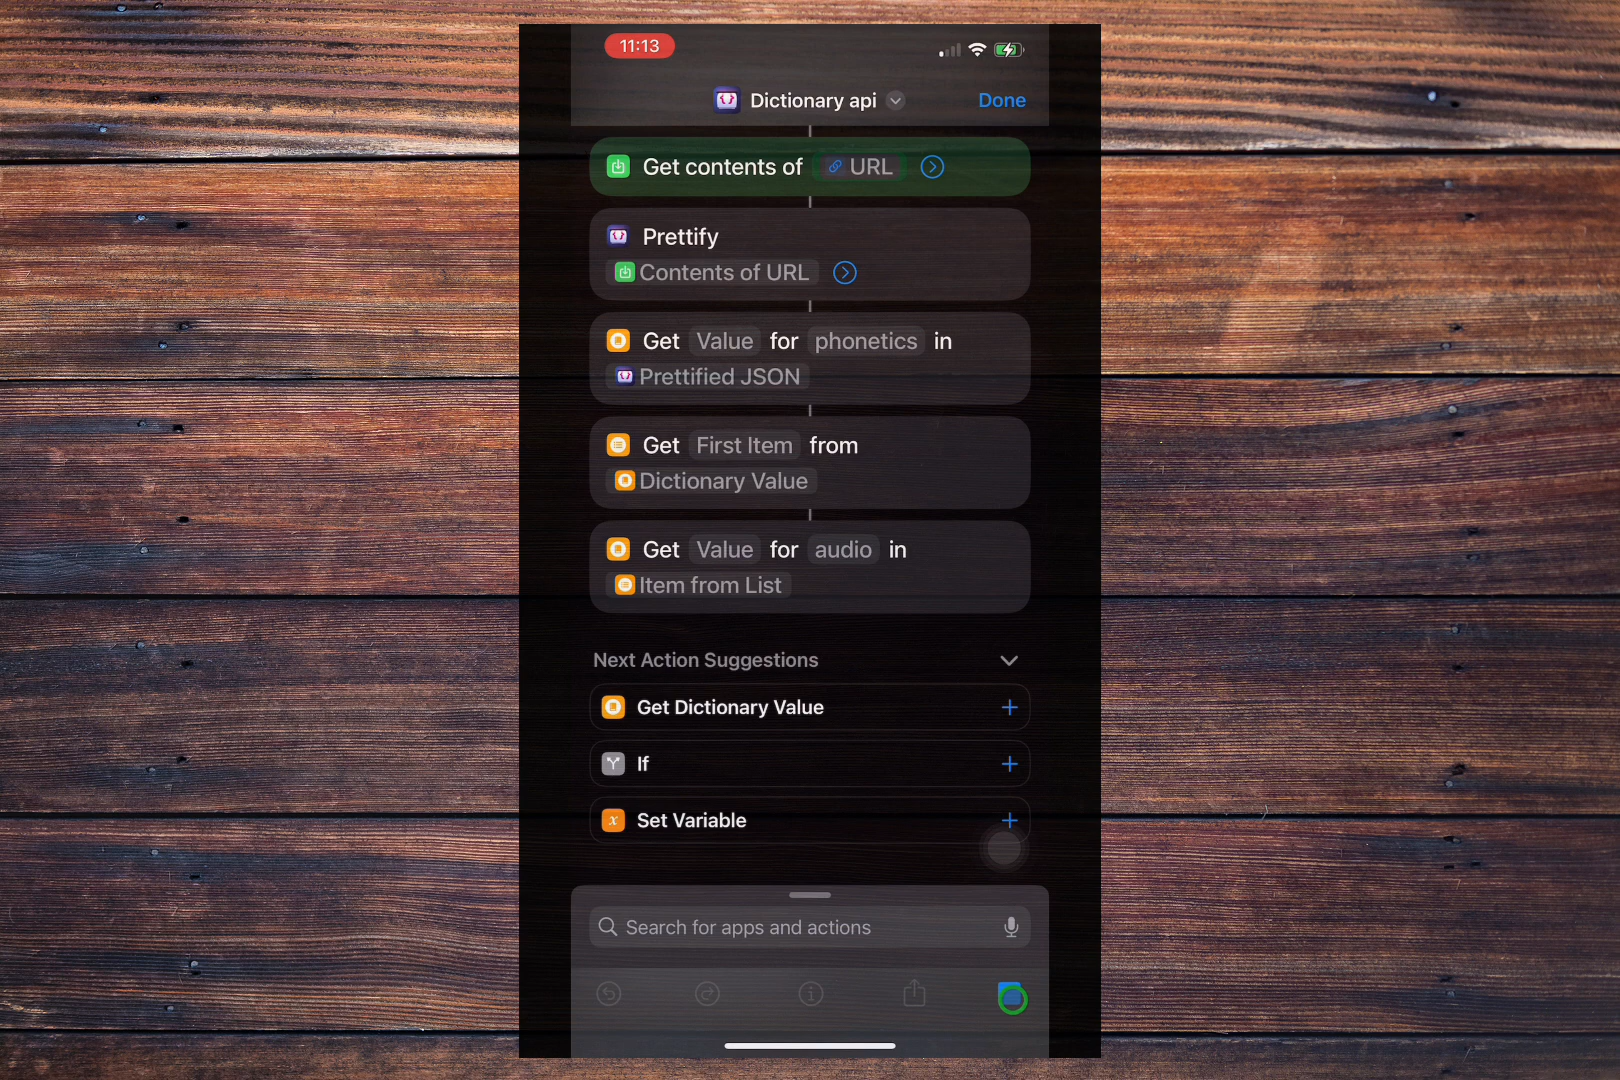 11:13
Dictionary api
Done
Get contents of URL
Prettify
Contents of URL
Get Value for phonetics in
Prettified JSON
Get First Item from
Dictionary Value
Get Value for audio in
Item from List
Next Action Suggestions
Get Dictionary Value
If
x Set Variable
Search for apps and actions